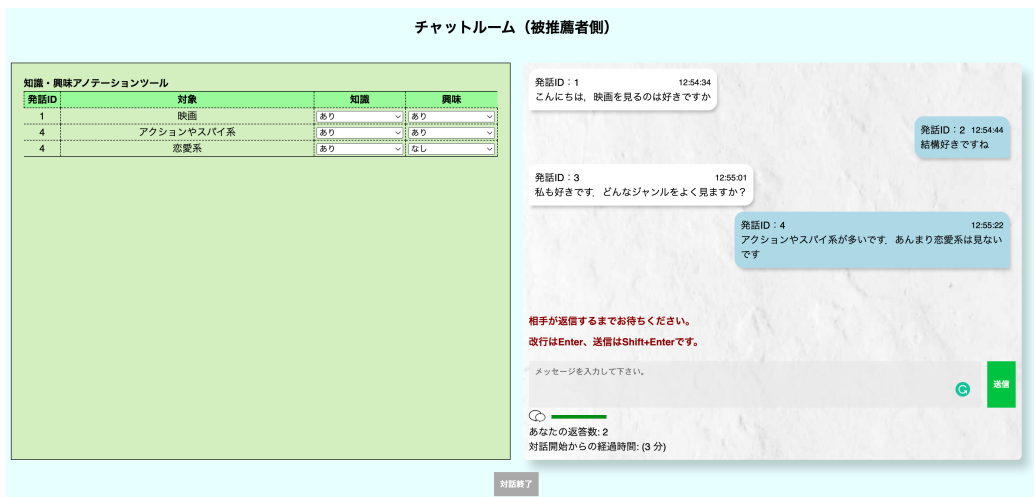 チャットルーム（被推薦者側）
知識・興味アノテーションツール
発話ID 対象 知識 興味
1 映画 あり あり
4 アクションやスパイ系 あり あり
4 恋愛系 あり なし
発話ID：1 12:54:34
こんにちは，映画を見るのは好きですか
発話ID：2 12:54:44
結構好きですね
発話ID：3 12:55:01
私も好きです．どんなジャンルをよく見ますか？
発話ID：4 12:55:22
アクションやスパイ系が多いです．あんまり恋愛系は見ない
です
相手が返信するまでお待ちください。
改行はEnter、送信はShift+Enterです。
メッセージを入力して下さい。
送信
あなたの返答数: 2
対話開始からの経過時間: (3 分)
対話終了